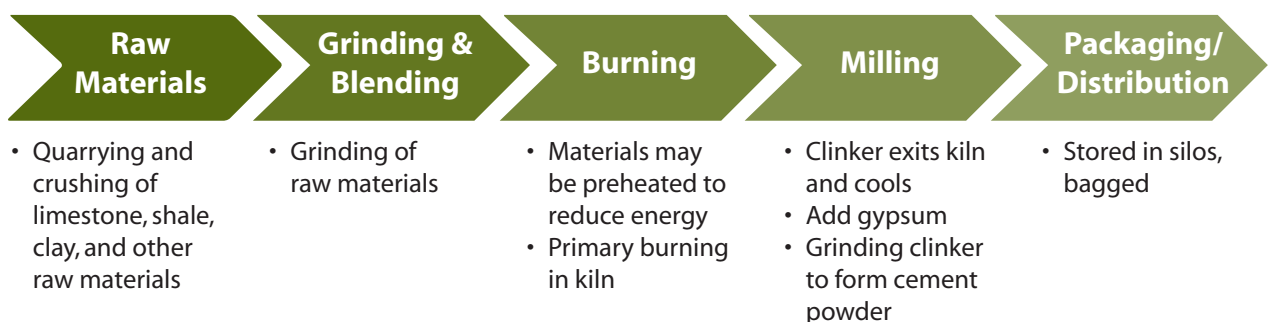 Raw
Materials
Grinding &
Blending
Burning
Milling
Packaging/
Distribution
• Quarrying and
crushing of
limestone, shale,
clay, and other
raw materials
• Grinding of
raw materials
• Materials may
be preheated to
reduce energy
• Primary burning
in kiln
• Clinker exits kiln
and cools
• Add gypsum
• Grinding clinker
to form cement
powder
• Stored in silos,
bagged